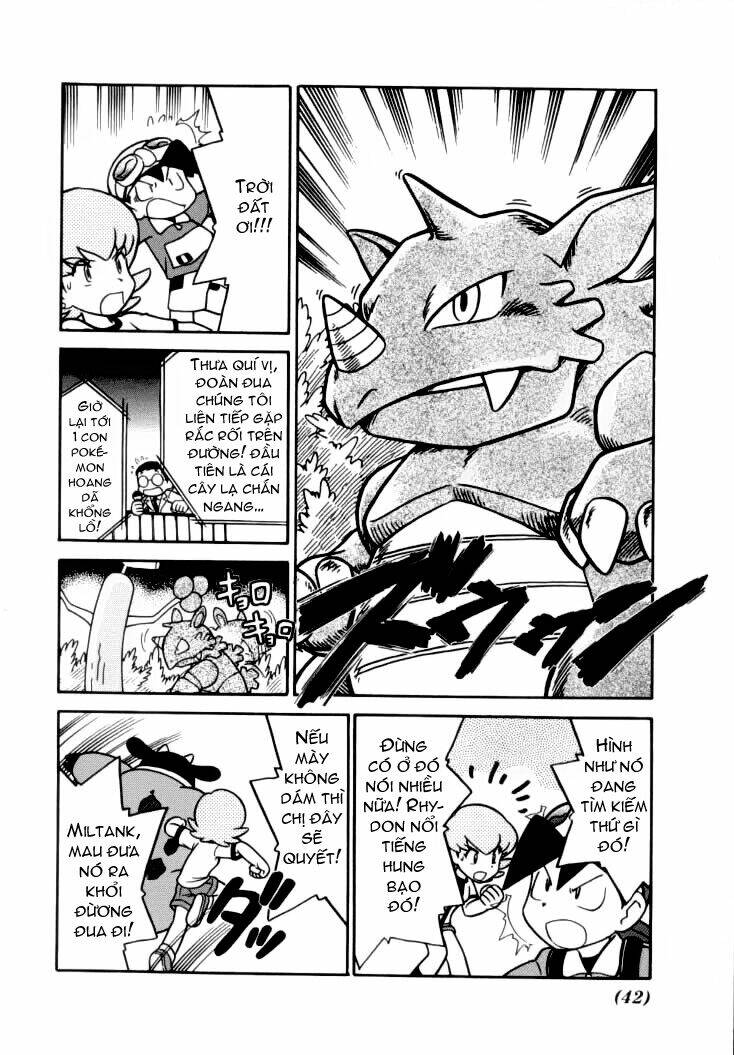 ズウィン
TRỜI
ĐẤT
ƠI!!!
THƯA QUÍ VỊ,
ĐOÀN ĐUA
CHÚNG TÔI
LIÊN TIẾP GẶP
RẮC RỐI TRÊN
ĐƯỜNG! ĐẦU
TIÊN LÀ CÁI
CÂY LẠ CHẮN
NGANG...
GIỜ
LẠI TỚI
1 CON
POKÉ-
MON
HOANG
DÃ
KHỔNG
LỒ!
キョロ
キョロ
HÌNH
NHƯ NÓ
ĐANG
TÌM KIẾM
THỨ GÌ
ĐÓ!
ĐỪNG
CÓ Ở ĐÓ
NÓI NHIỀU
NỮA! RHY-
DON NỔI
TIẾNG
HUNG
BẠO
ĐÓ!
NẾU
MÀY
KHÔNG
DÁM THÌ
CHỊ ĐÂY
SẼ
QUYẾT!
MILTANK,
MAU ĐƯA
NÓ RA
KHỎI
ĐỪỜNG
ĐUA ĐI!
ダッ
(42)